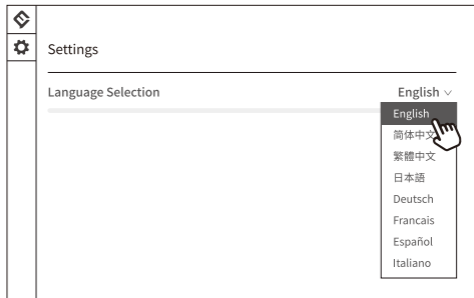 Settings
Language Selection English
English
简体中文
繁體中文
日本語
Deutsch
Francais
Español
Italiano